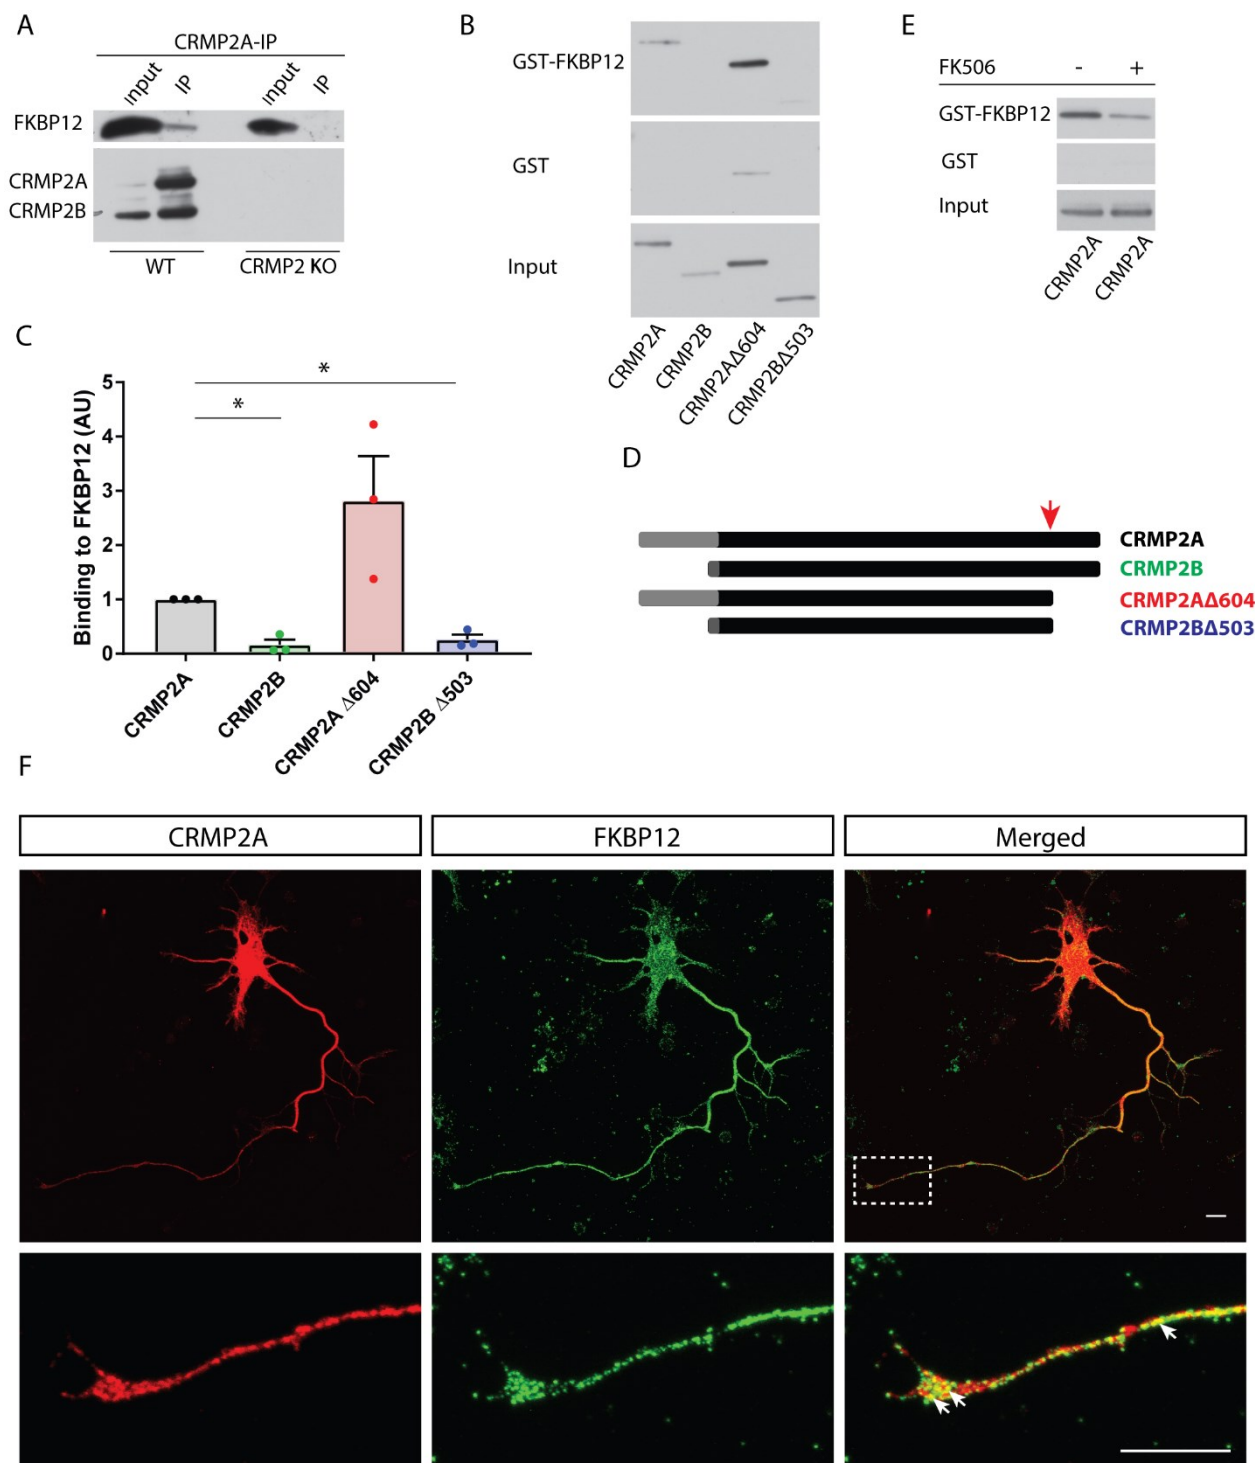 A
CRMP2A-IP
Input IP Input IP
FKBP12
CRMP2A
CRMP2B
WT CRMP2 KO
B
GST-FKBP12
GST
Input
CRMP2A
CRMP2B
CRMP2AΔ604
CRMP2BΔ503
E
FK506 - +
GST-FKBP12
GST
Input
CRMP2A
CRMP2A
C
Binding to FKBP12 (AU)
5
4
3
2
1
0
*
*
CRMP2A
CRMP2B
CRMP2A Δ604
CRMP2B Δ503
D
CRMP2A
CRMP2B
CRMP2AΔ604
CRMP2BΔ503
F
CRMP2A FKBP12 Merged